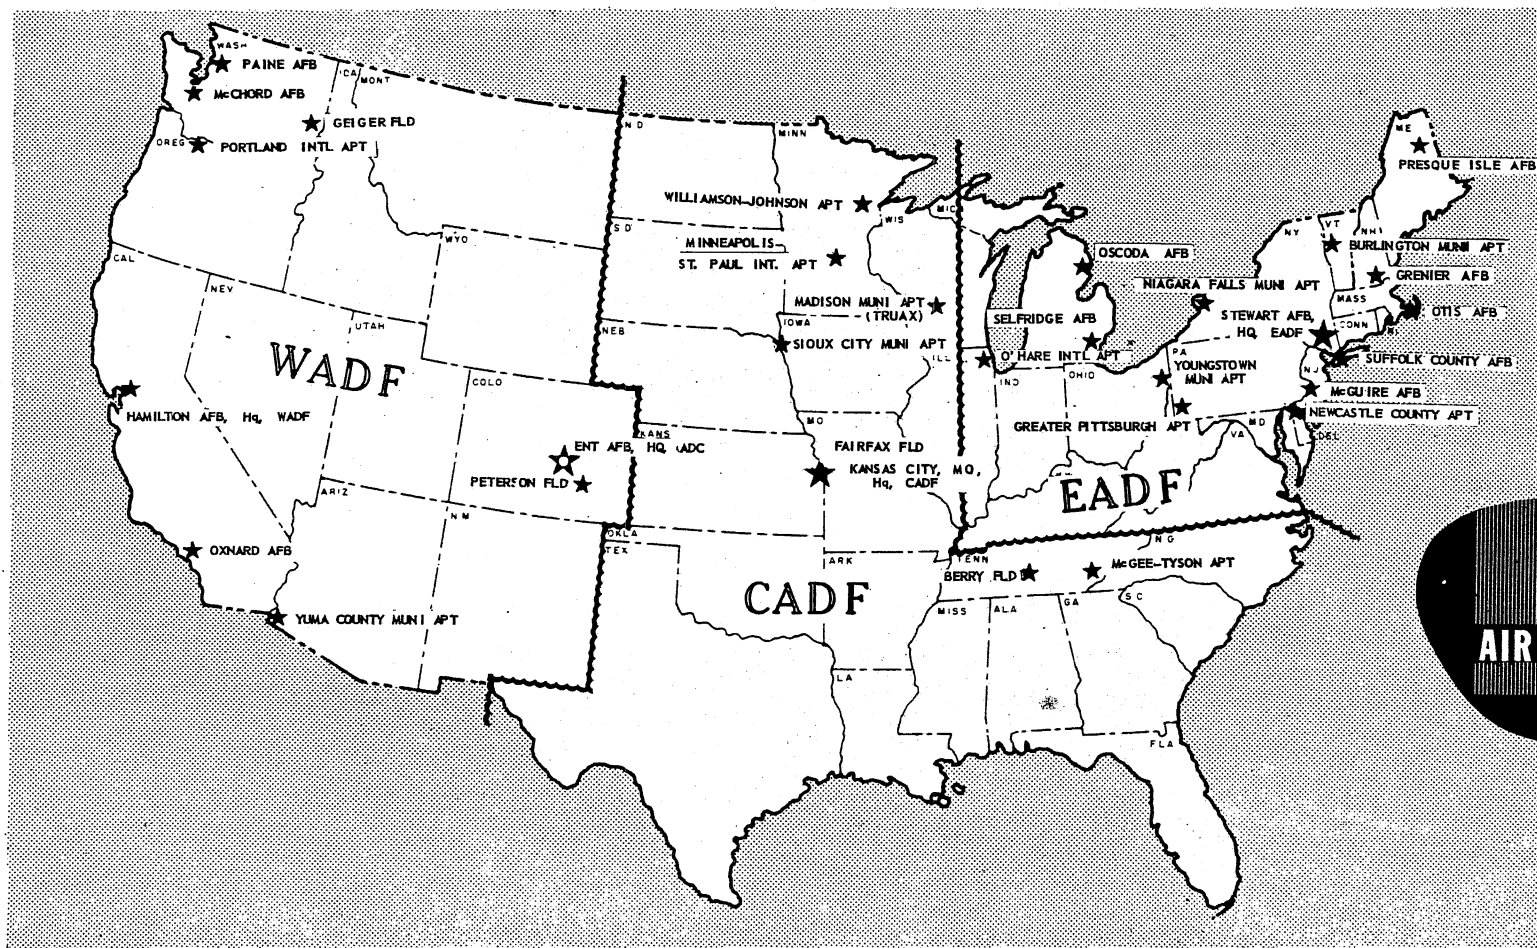 WASH
PAINE AFB
McCHORD AFB
IDA
MONT
GEIGER FLD
OREG
PORTLAND INTL APT
N D
MINN
ME
PRESQUE ISLE AFB
WILLIAMSON-JOHNSON APT
WIS
MIC
S D
WYO
MINNEAPOLIS-
ST. PAUL INT. APT
OSCODA AFB
NY
VT
NH
BURLINGTON MUNI APT
CAL
NEV
GRENIER AFB
NIAGARA FALLS MUNI APT
MASS
MADISON MUNI APT
(TRUAX)
SELFRIDGE AFB
STEWART AFB,
HQ, EADF
CONN
RI
OTIS AFB
UTAH
NEB
IOWA
SIOUX CITY MUNI APT
ILL
O'HARE INTL APT
PA
YOUNGSTOWN
MUNI APT
SUFFOLK COUNTY AFB
NJ
WADF
COLO
IND
OHIO
McGUIRE AFB
HAMILTON AFB, Hq, WADF
NEWCASTLE COUNTY APT
MO
GREATER PITTSBURGH APT
VA
MD
DEL
KANS
ENT AFB, HQ, ADC
FAIRFAX FLD
KANSAS CITY, MO,
Hq, CADF
PETERSON FLD
EADF
ARIZ
N M
OKLA
TEX
OXNARD AFB
ARK
TENN
N C
BERRY FLD
McGEE-TYSON APT
CADF
MISS
ALA
GA
S C
YUMA COUNTY MUNI APT
AIR
LA
FLA